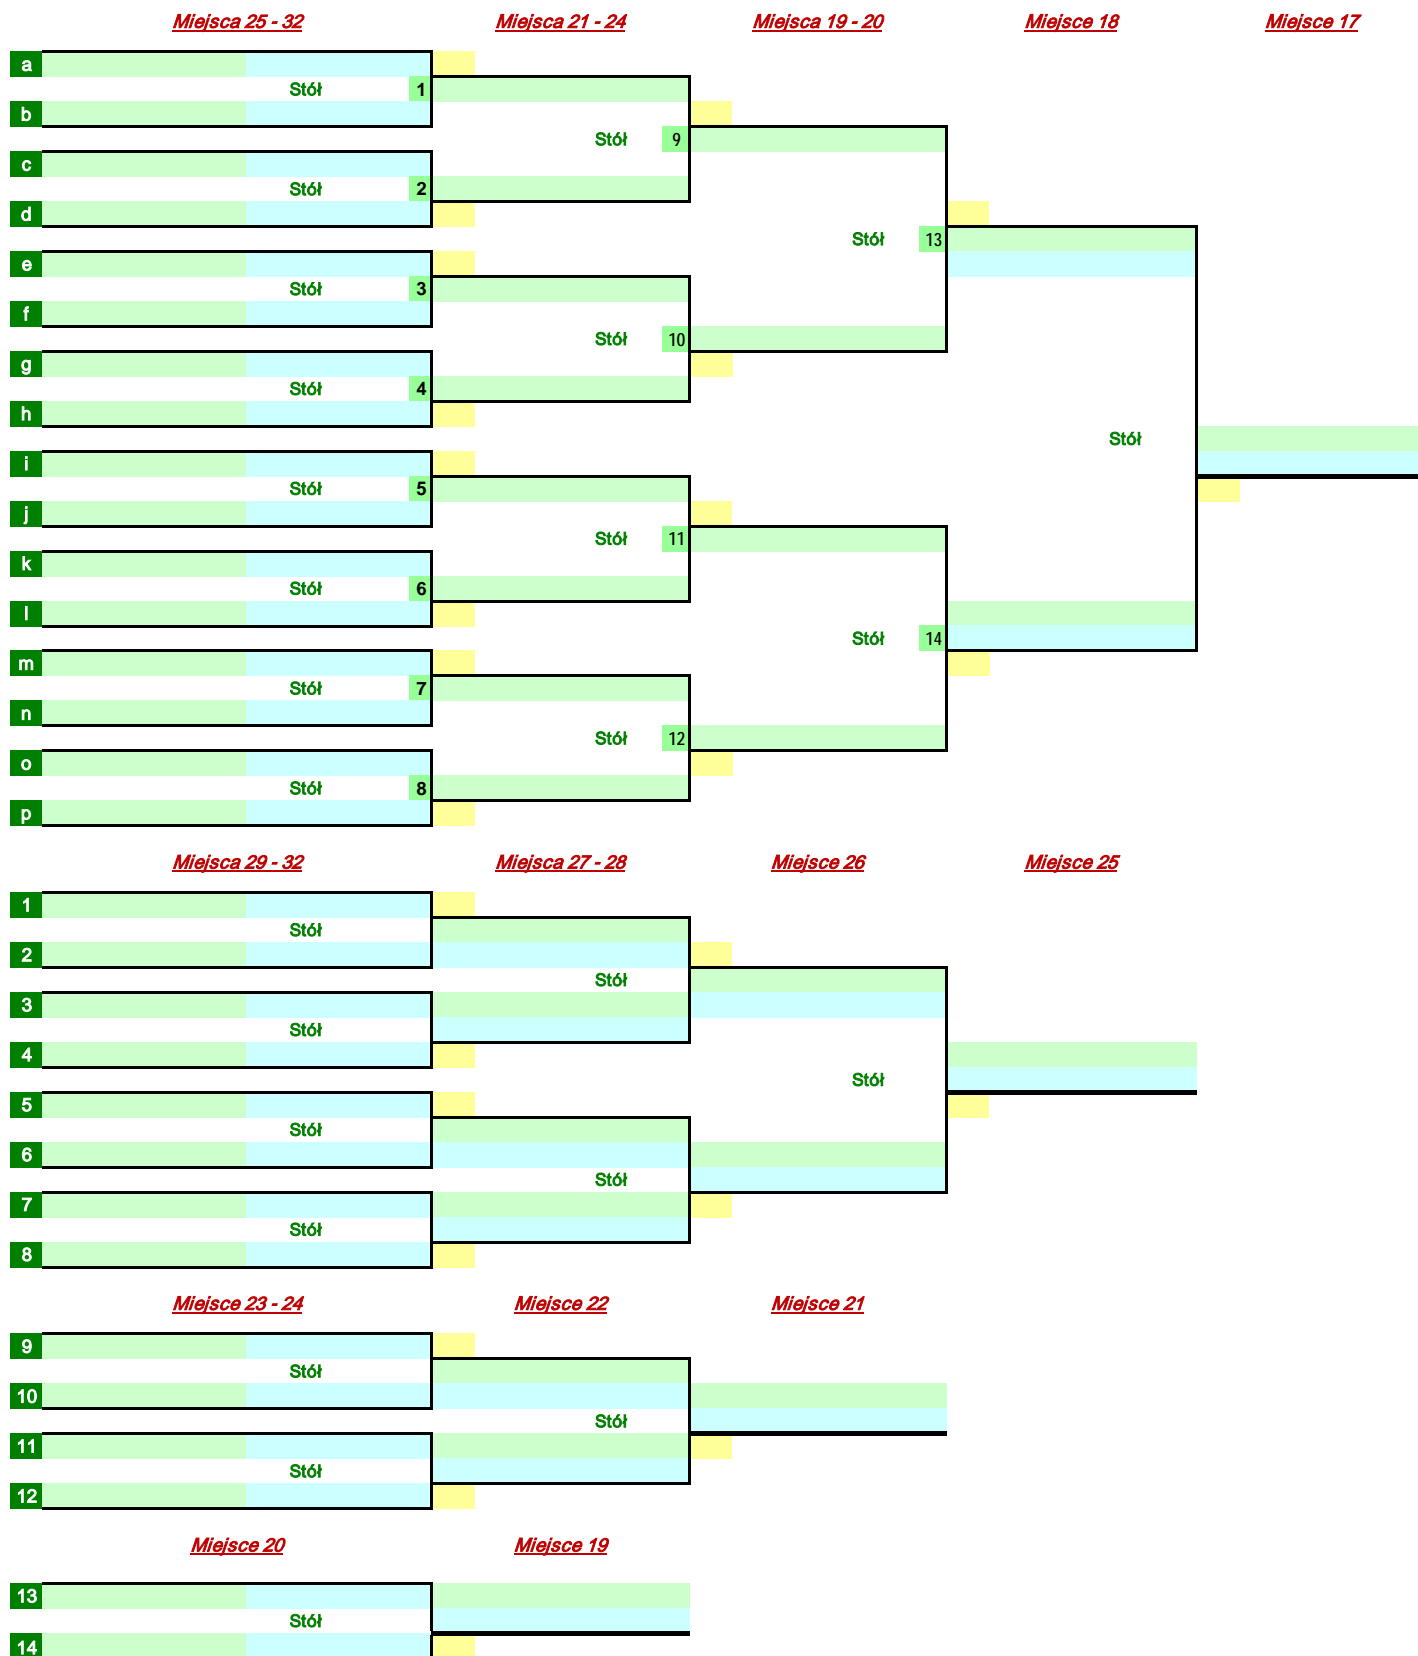 Miejsca 25 - 32 Miejsca 21 - 24 Miejsca 19 - 20 Miejsce 18 Miejsce 17
a
Stół 1
b
Stół 9
c
Stół 2
d
Stół 13
e
Stół 3
f
Stół 10
g
Stół 4
h
Stół
i
Stół 5
j
Stół 11
k
Stół 6
l
Stół 14
m
Stół 7
n
Stół 12
o
Stół 8
p
Miejsca 29 - 32 Miejsca 27 - 28 Miejsce 26 Miejsce 25
1
Stół
2
Stół
3
Stół
4
Stół
5
Stół
6
Stół
7
Stół
8
Miejsce 23 - 24 Miejsce 22 Miejsce 21
9
Stół
10
Stół
11
Stół
12
Miejsce 20 Miejsce 19
13
Stół
14